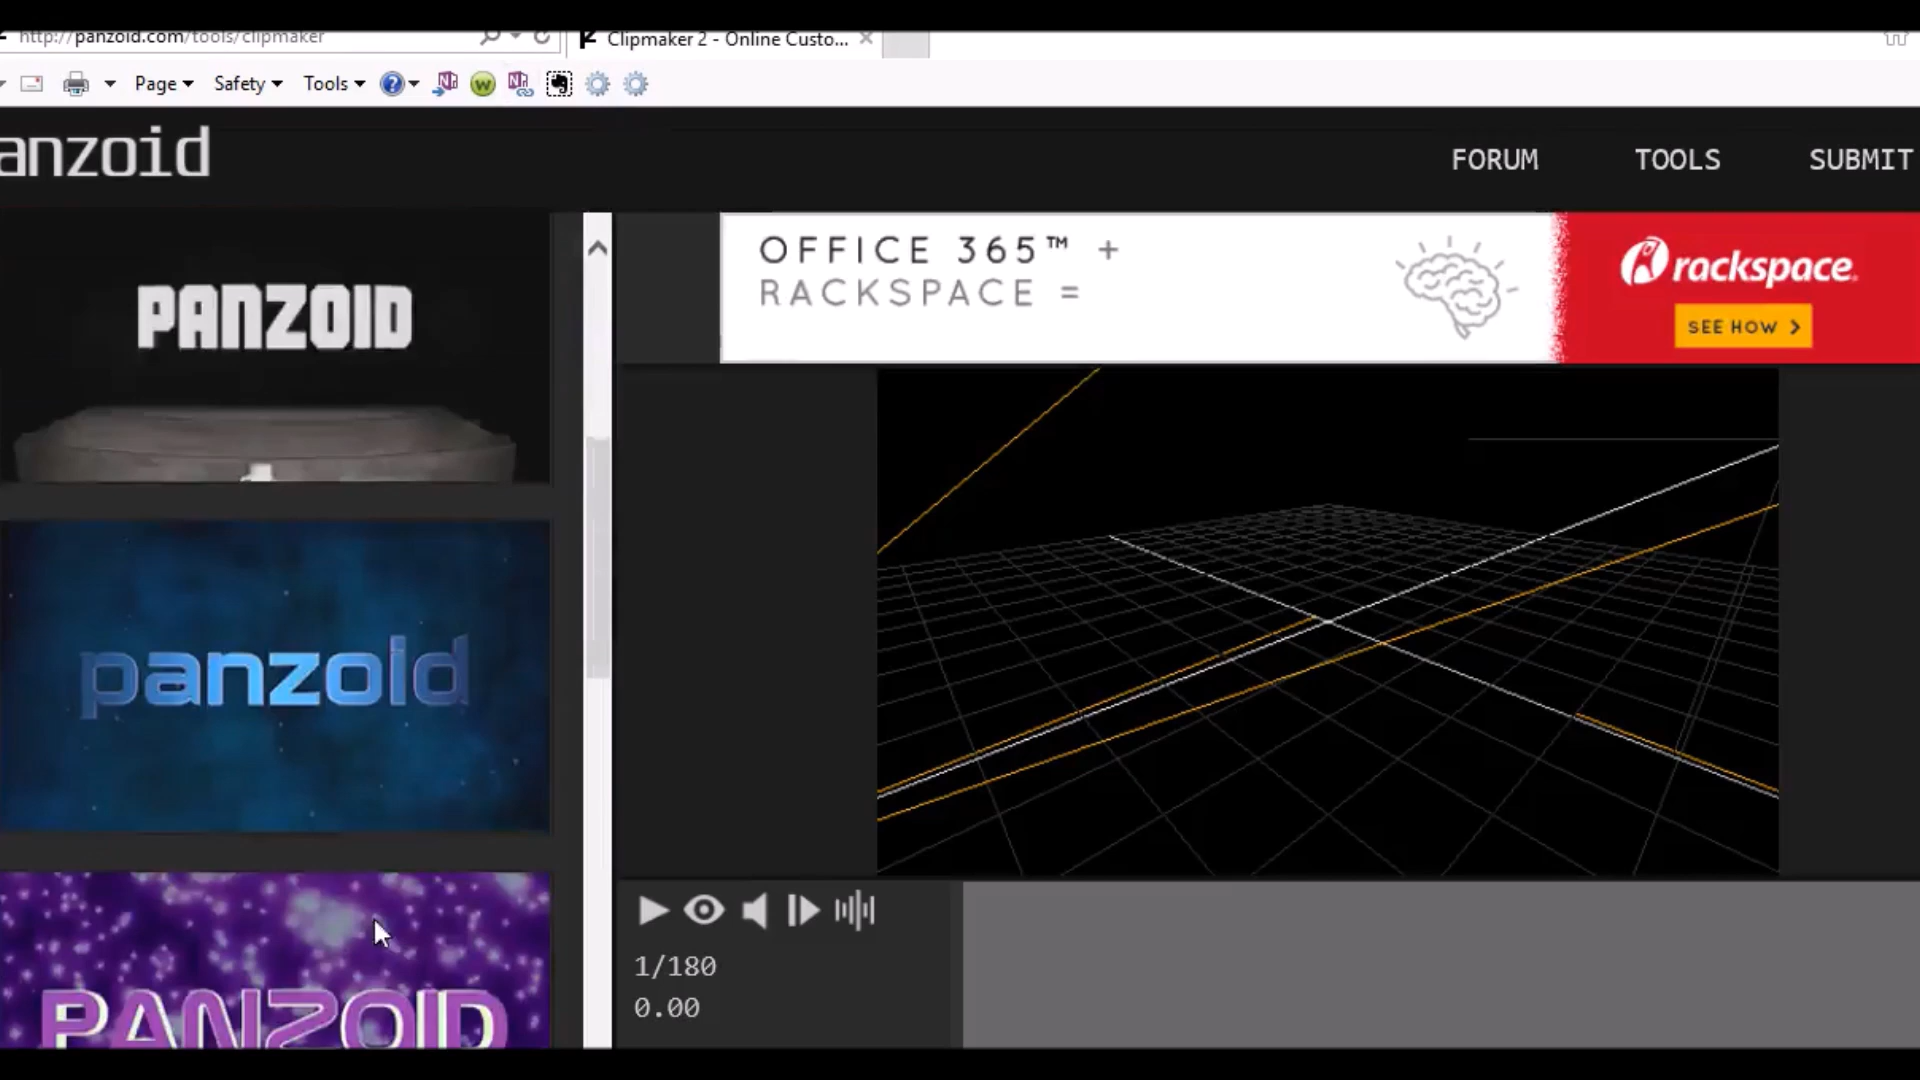 http://panzoid.com/tools/clipmaker
Clipmaker 2 - Online Custo...
Page
Safety
Tools
anzoid
FORUM
TOOLS
SUBMIT
PANZOID
OFFICE 365™ +
RACKSPACE =
rackspace
SEE HOW
panzoid
PANZOID
1/180
0.00